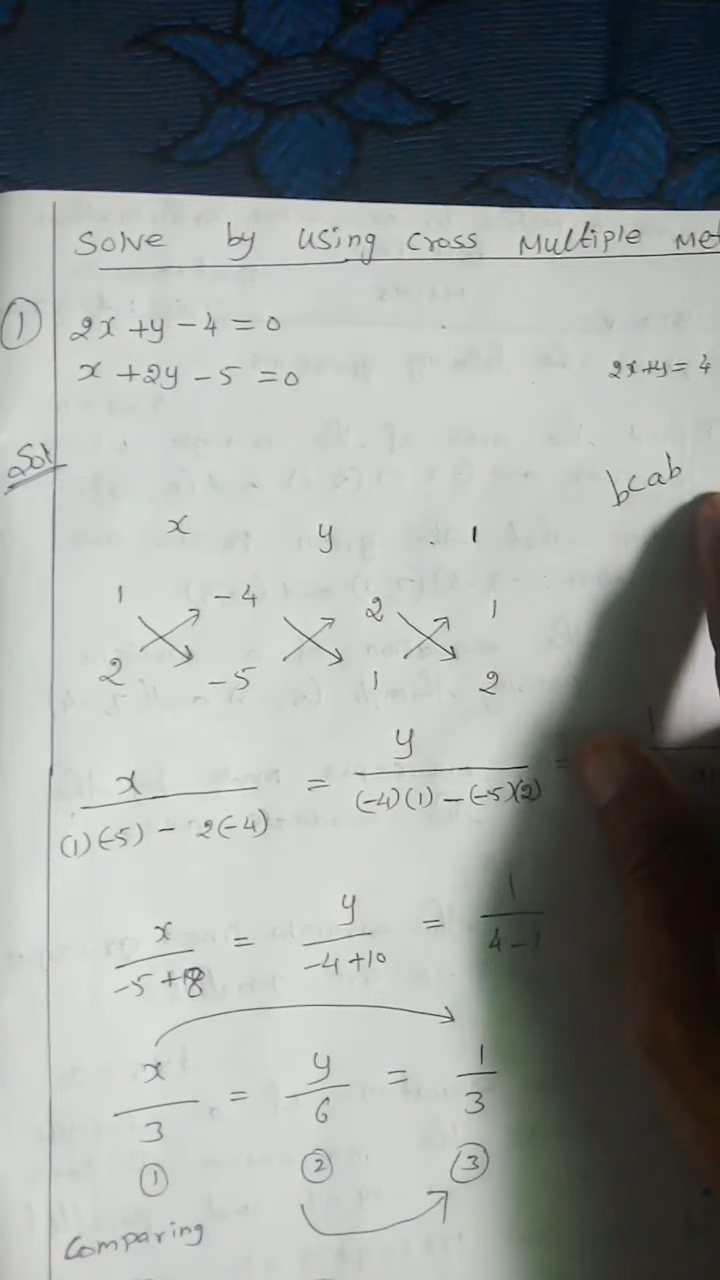 Solve by using cross Multiple Met
① 2x + y - 4 = 0
x + 2y - 5 = 0
2x+y = 4
Sol
bcab
x y 1
1 -4 2 1
2 -5 1 2
x/((1)(-5) - 2(-4)) = y/((-4)(1) - (-5)(2)) = 1
x/(-5+8) = y/(-4+10) = 1/(4-1)
x/3 = y/6 = 1/3
① ② ③
Comparing